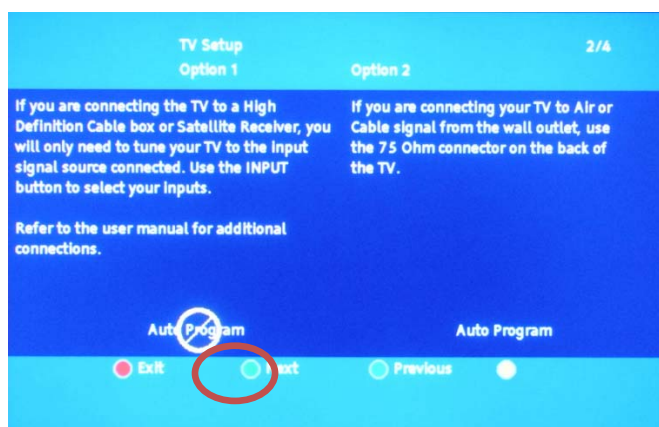 TV Setup
2/4
Option 1
Option 2
If you are connecting the TV to a High
Definition Cable box or Satellite Receiver, you
will only need to tune your TV to the input
signal source connected. Use the INPUT
button to select your inputs.
Refer to the user manual for additional
connections.
If you are connecting your TV to Air or
Cable signal from the wall outlet, use
the 75 Ohm connector on the back of
the TV.
Auto Program
Auto Program
Exit
Next
Previous